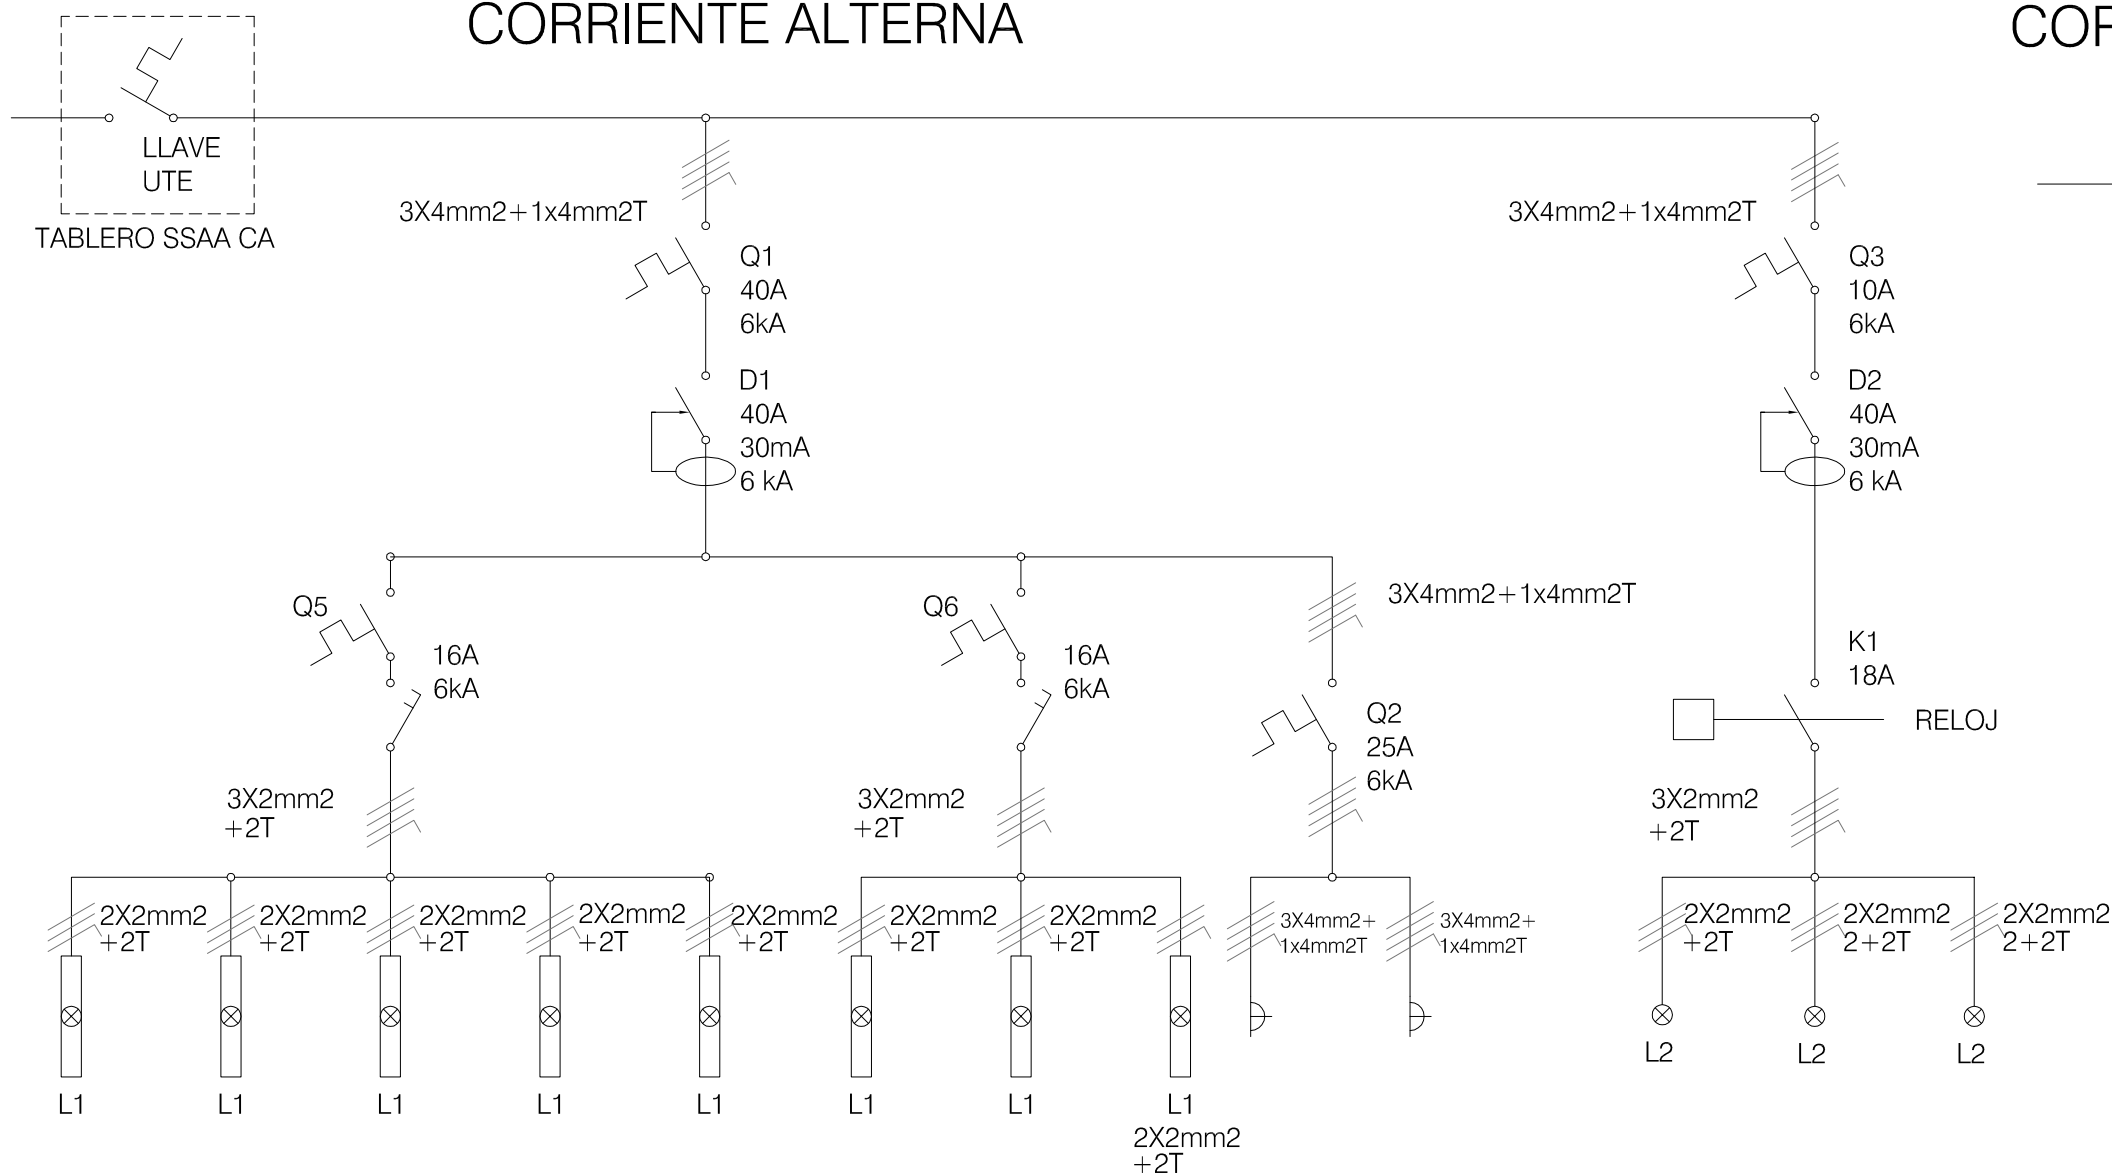 CORRIENTE ALTERNA
COR
LLAVE
UTE
TABLERO SSAA CA
3X4mm2+1x4mm2T
Q1
40A
6kA
D1
40A
30mA
6 kA
3X4mm2+1x4mm2T
Q3
10A
6kA
D2
40A
30mA
6 kA
Q5
16A
6kA
Q6
16A
6kA
3X4mm2+1x4mm2T
Q2
25A
6kA
K1
18A
RELOJ
3X2mm2
+2T
3X2mm2
+2T
3X2mm2
+2T
2X2mm2
+2T
2X2mm2
+2T
2X2mm2
+2T
2X2mm2
+2T
2X2mm2
+2T
2X2mm2
+2T
2X2mm2
+2T
3X4mm2+
1x4mm2T
3X4mm2+
1x4mm2T
2X2mm2
+2T
2X2mm2
2+2T
2X2mm2
2+2T
L1
L1
L1
L1
L1
L1
L1
L1
2X2mm2
+2T
L2
L2
L2